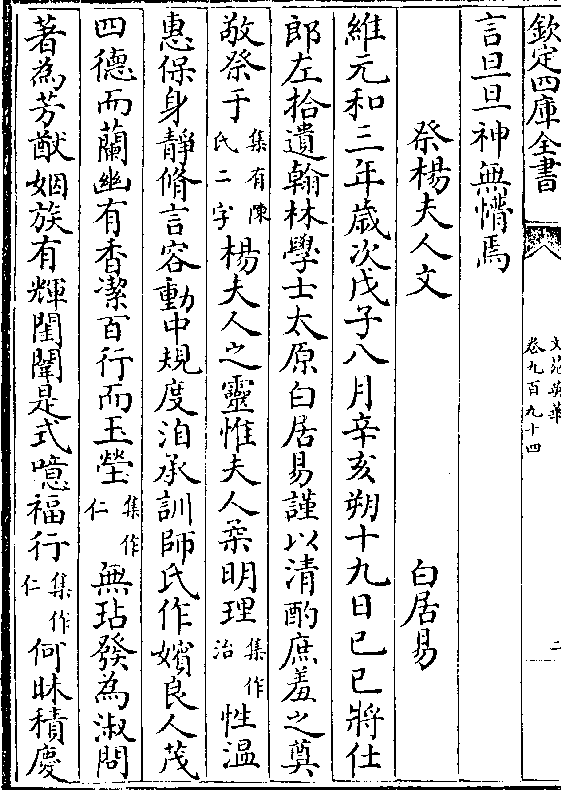 欽定四庫全書
文苑英華
卷九百九十四
二
言旦旦神無懵焉
祭楊夫人文 白居易
維元和三年歳次戊子八月辛亥朔十九日己巳將仕
郎左拾遺翰林學士太原白居易謹以清酌庶羞之奠
敬祭于集有陳氏二字楊夫人之靈惟夫人柔明理集作治性溫
惠保身靜脩言容動中規度洎承訓師氏作嬪良人茂
四德而蘭幽有香潔百行而玉瑩集作仁無玷發為淑問
著為芳猷姻族有輝閨闈是式噫福行集作仁何昧積慶